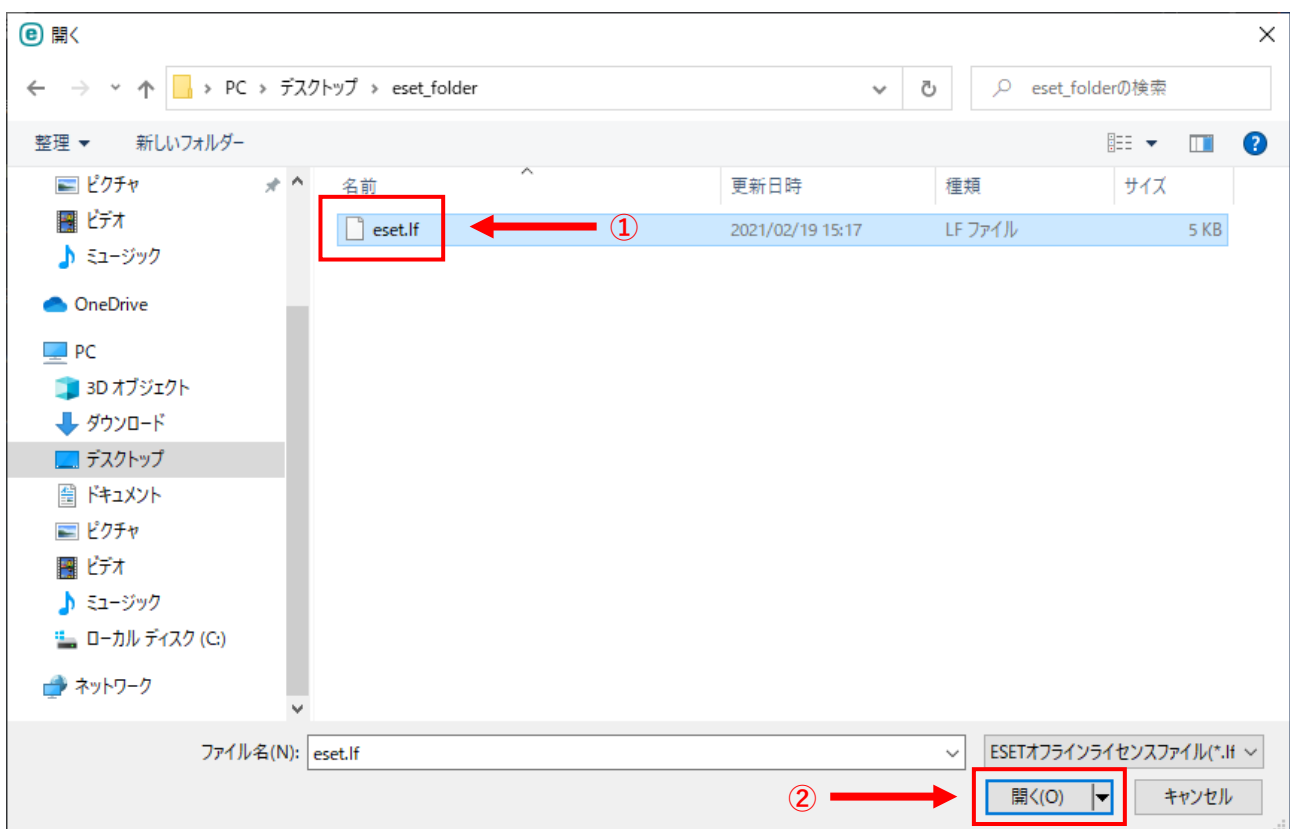 開く
PC > デスクトップ > eset_folder
eset_folderの検索
整理 新しいフォルダー
名前 更新日時 種類 サイズ
eset.lf ① 2021/02/19 15:17 LF ファイル 5 KB
ピクチャ
ビデオ
ミュージック
OneDrive
PC
3D オブジェクト
ダウンロード
デスクトップ
ドキュメント
ピクチャ
ビデオ
ミュージック
ローカル ディスク (C:)
ネットワーク
ファイル名(N): eset.lf ESETオフラインライセンスファイル(*.lf
② 開く(O) キャンセル